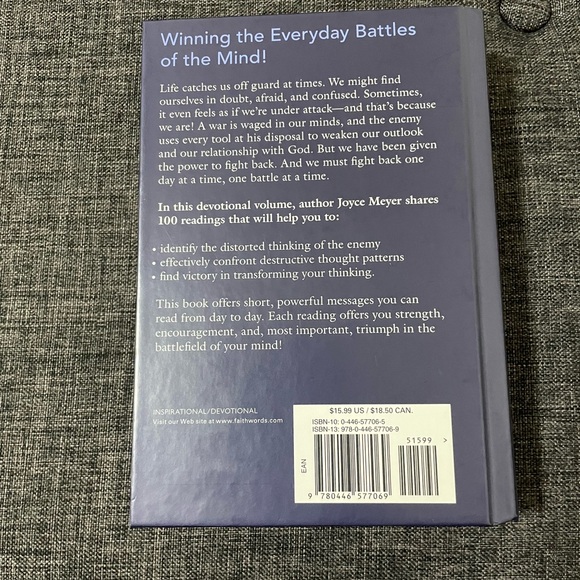 Winning the Everyday Battles
of the Mind!
Life catches us off guard at times. We might find
ourselves in doubt, afraid, and confused. Sometimes,
it even feels as if we're under attack—and that's because
we are! A war is waged in our minds, and the enemy
uses every tool at his disposal to weaken our outlook
and our relationship with God. But we have been given
the power to fight back. And we must fight back one
day at a time, one battle at a time.
In this devotional volume, author Joyce Meyer shares
100 readings that will help you to:
• identify the distorted thinking of the enemy
• effectively confront destructive thought patterns
• find victory in transforming your thinking.
This book offers short, powerful messages you can
read from day to day. Each reading offers you strength,
encouragement, and, most important, triumph in the
battlefield of your mind!
INSPIRATIONAL/DEVOTIONAL
Visit our Web site at www.faithwords.com
$15.99 US / $18.50 CAN.
ISBN-10: 0-446-57706-5
ISBN-13: 978-0-446-57706-9
51599 >
EAN
9 780446 577069